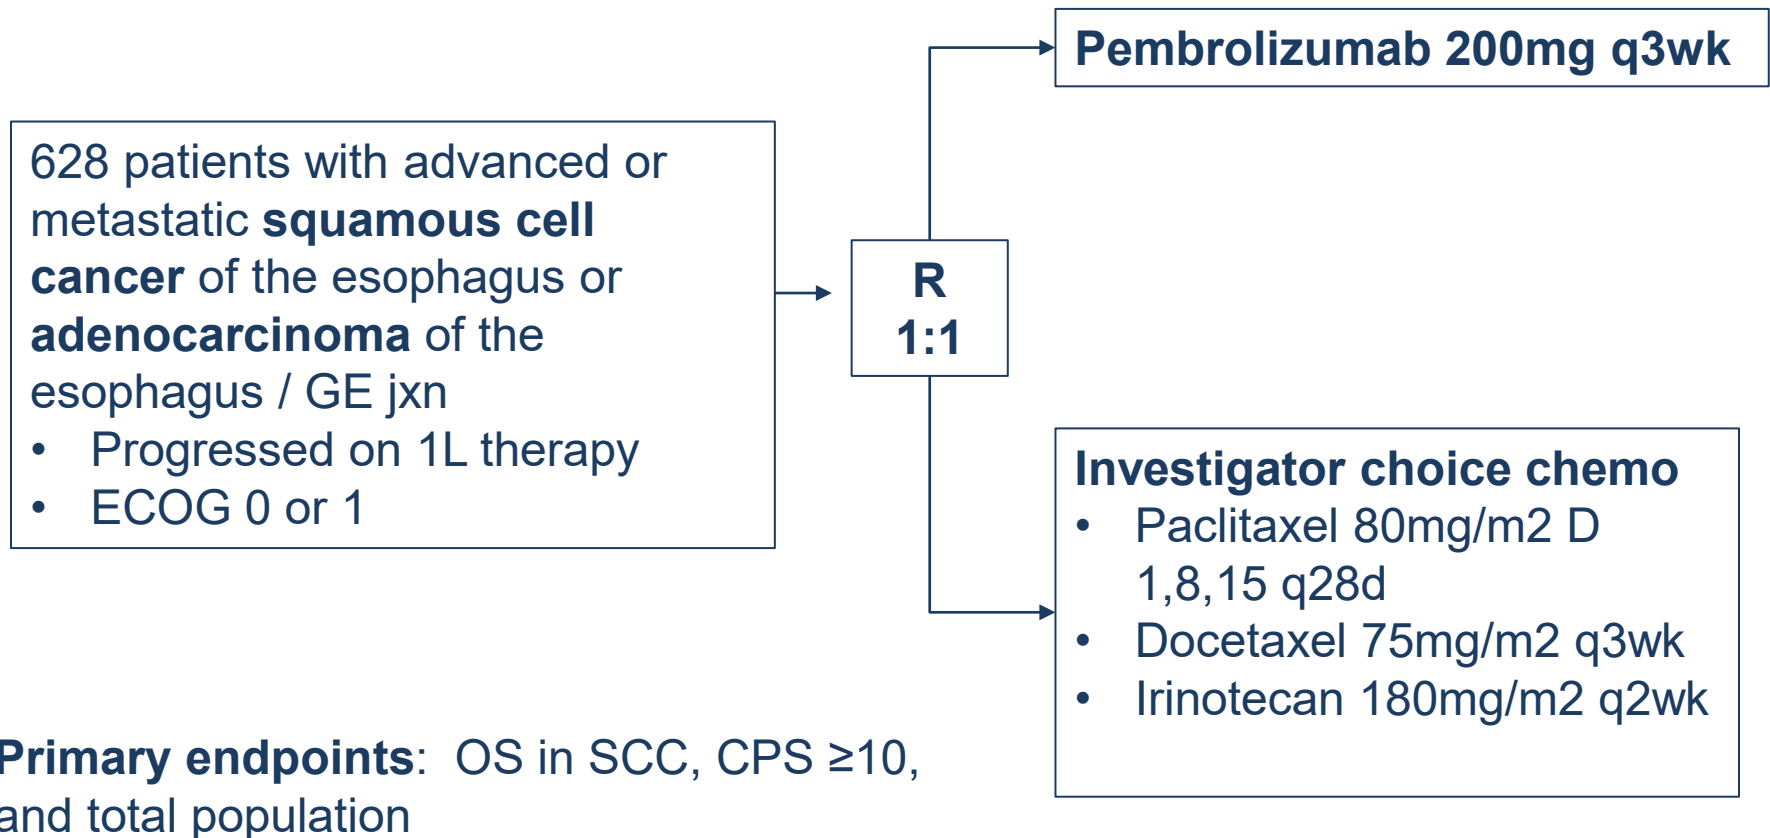 Pembrolizumab 200mg q3wk
628 patients with advanced or
metastatic squamous cell
cancer of the esophagus or
adenocarcinoma of the
esophagus / GE jxn
• Progressed on 1L therapy
• ECOG 0 or 1
R
1:1
Investigator choice chemo
• Paclitaxel 80mg/m2 D
1,8,15 q28d
• Docetaxel 75mg/m2 q3wk
• Irinotecan 180mg/m2 q2wk
Primary endpoints: OS in SCC, CPS ≥10,
and total population